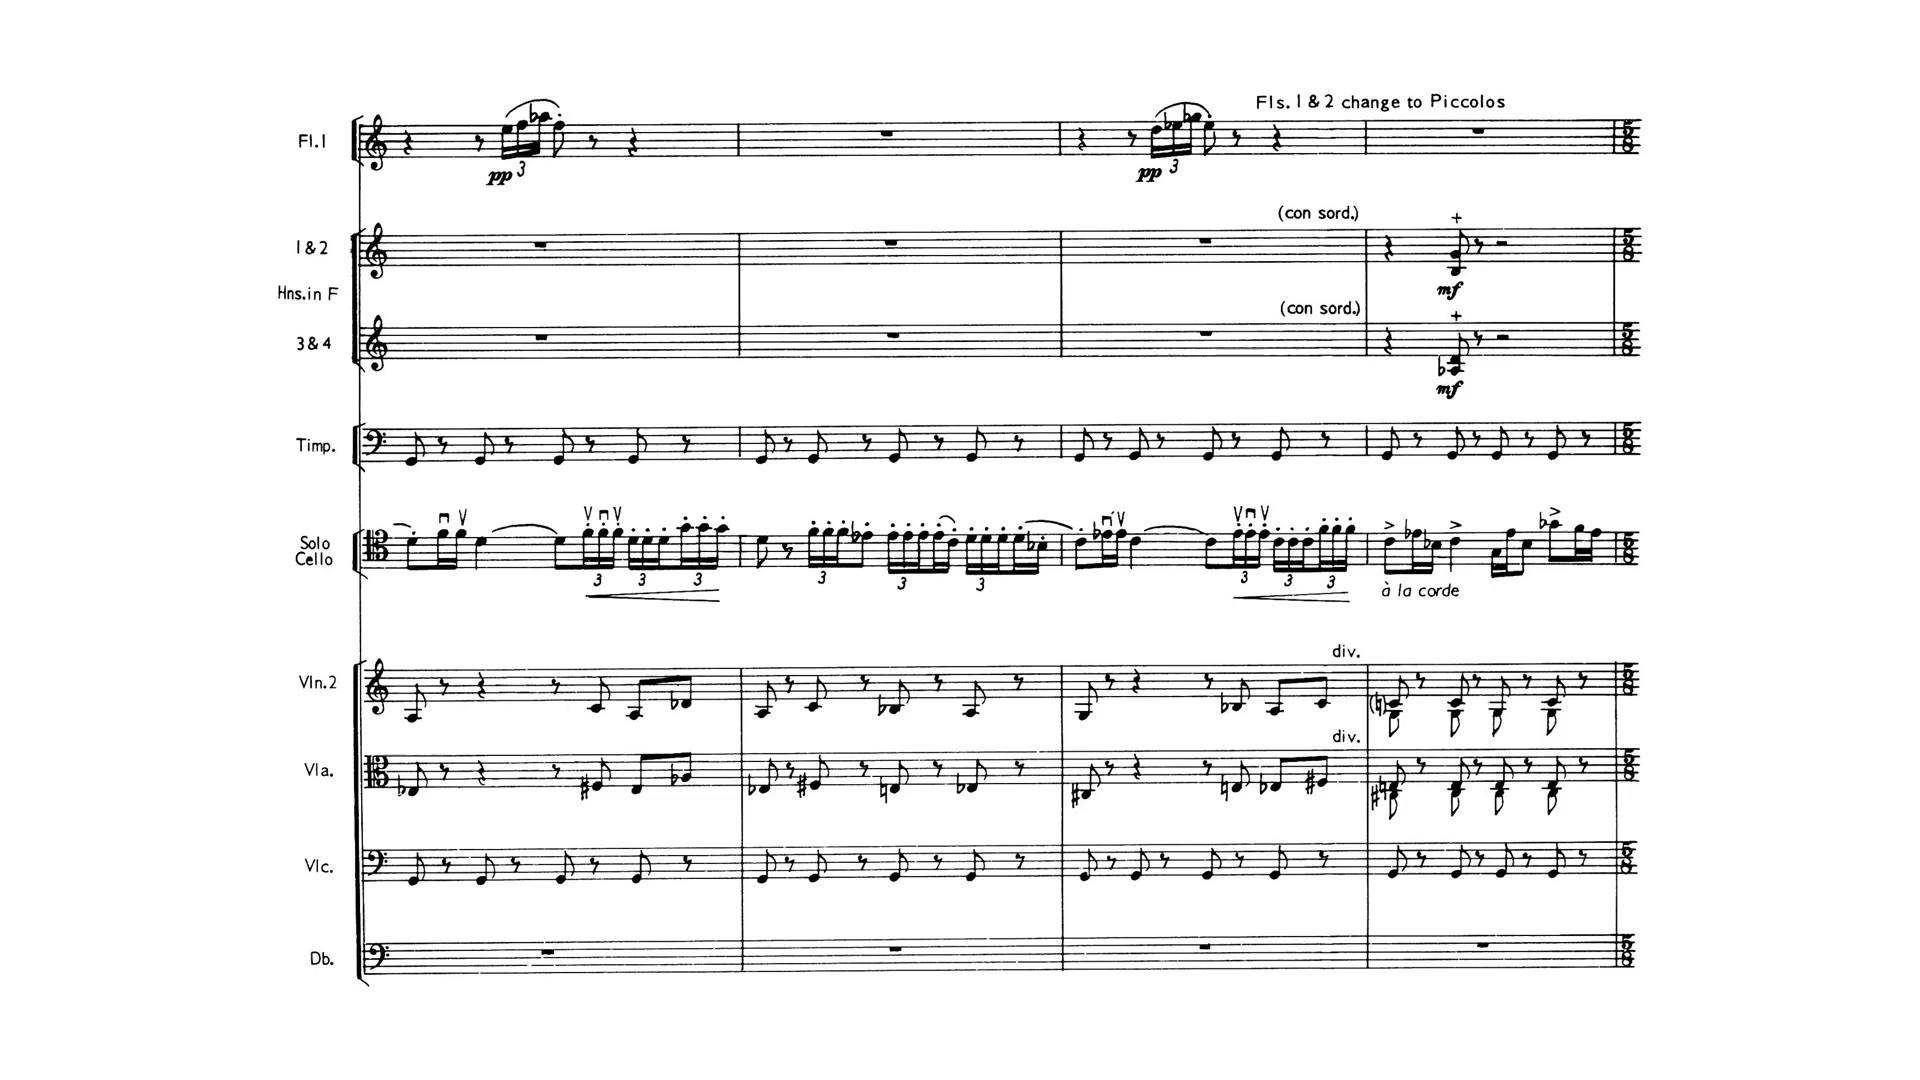 Fls. 1 & 2 change to Piccolos
Fl. 1
pp 3
pp 3
(con sord.)
1 & 2
mf
Hns. in F
(con sord.)
3 & 4
mf
Timp.
5
8
Solo
Cello
3 3 3 3 3 3 3 3 3
à la corde
div.
Vln. 2
div.
Vla.
Vlc.
Db.